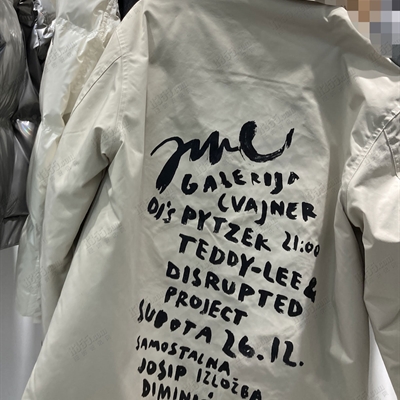 GALERIJA
CVAJNER
DJ's PYTZEK 21:00
TEDDY-LEE &
DISRUPTED
PROJECT
SUBOTA 26.12.
SAMOSTALNA
JOSIP IZLOŽBA